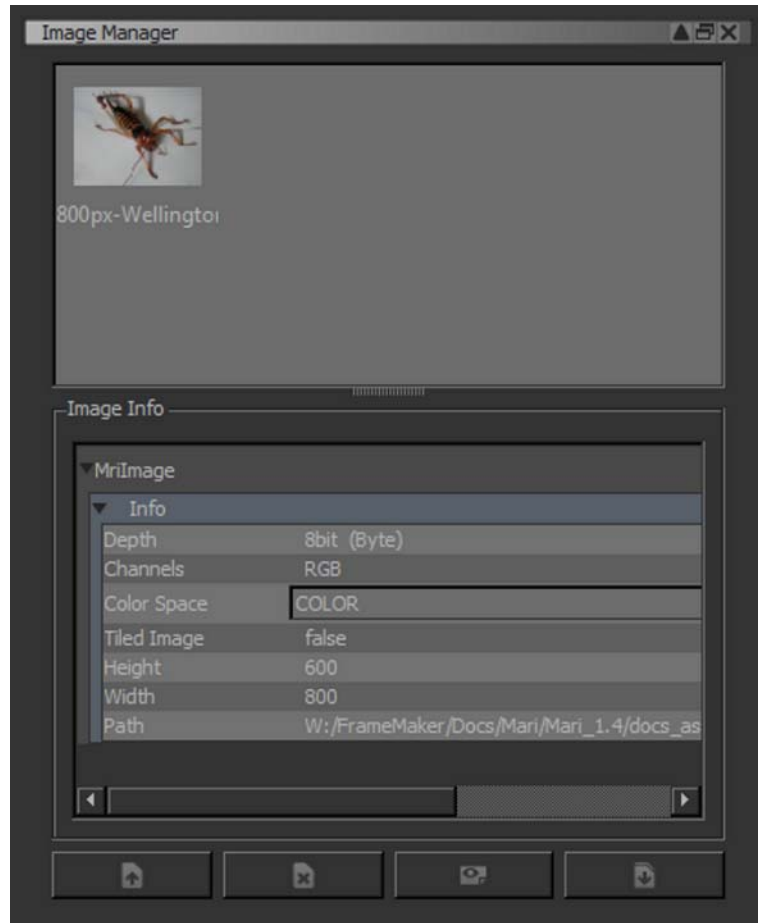 Image Manager
800px-Wellington
Image Info
MriImage
Info
Depth 8bit (Byte)
Channels RGB
Color Space COLOR
Tiled Image false
Height 600
Width 800
Path W:/FrameMaker/Docs/Mari/Mari_1.4/docs_as